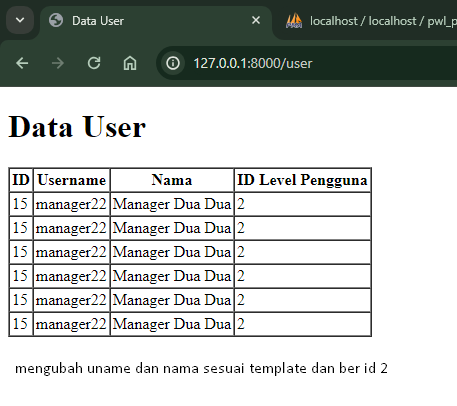 Data User
localhost / localhost / pwl_p
127.0.0.1:8000/user
Data User
ID Username Nama ID Level Pengguna
15 manager22 Manager Dua Dua 2
15 manager22 Manager Dua Dua 2
15 manager22 Manager Dua Dua 2
15 manager22 Manager Dua Dua 2
15 manager22 Manager Dua Dua 2
15 manager22 Manager Dua Dua 2
mengubah uname dan nama sesuai template dan ber id 2